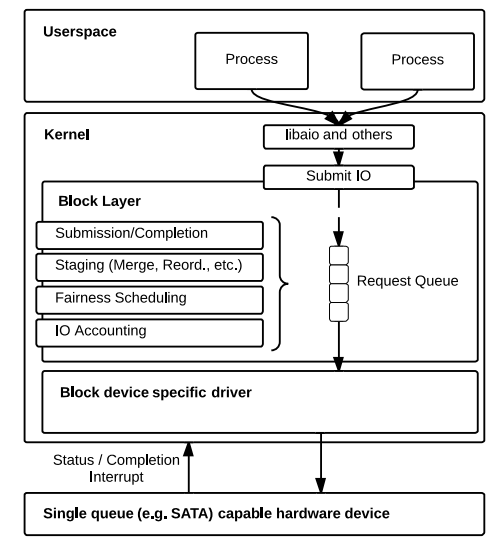 Userspace
Process
Process
Kernel
libaio and others
Submit IO
Block Layer
Submission/Completion
Staging (Merge, Reord., etc.)
Fairness Scheduling
IO Accounting
Request Queue
Block device specific driver
Status / Completion
Interrupt
Single queue (e.g. SATA) capable hardware device